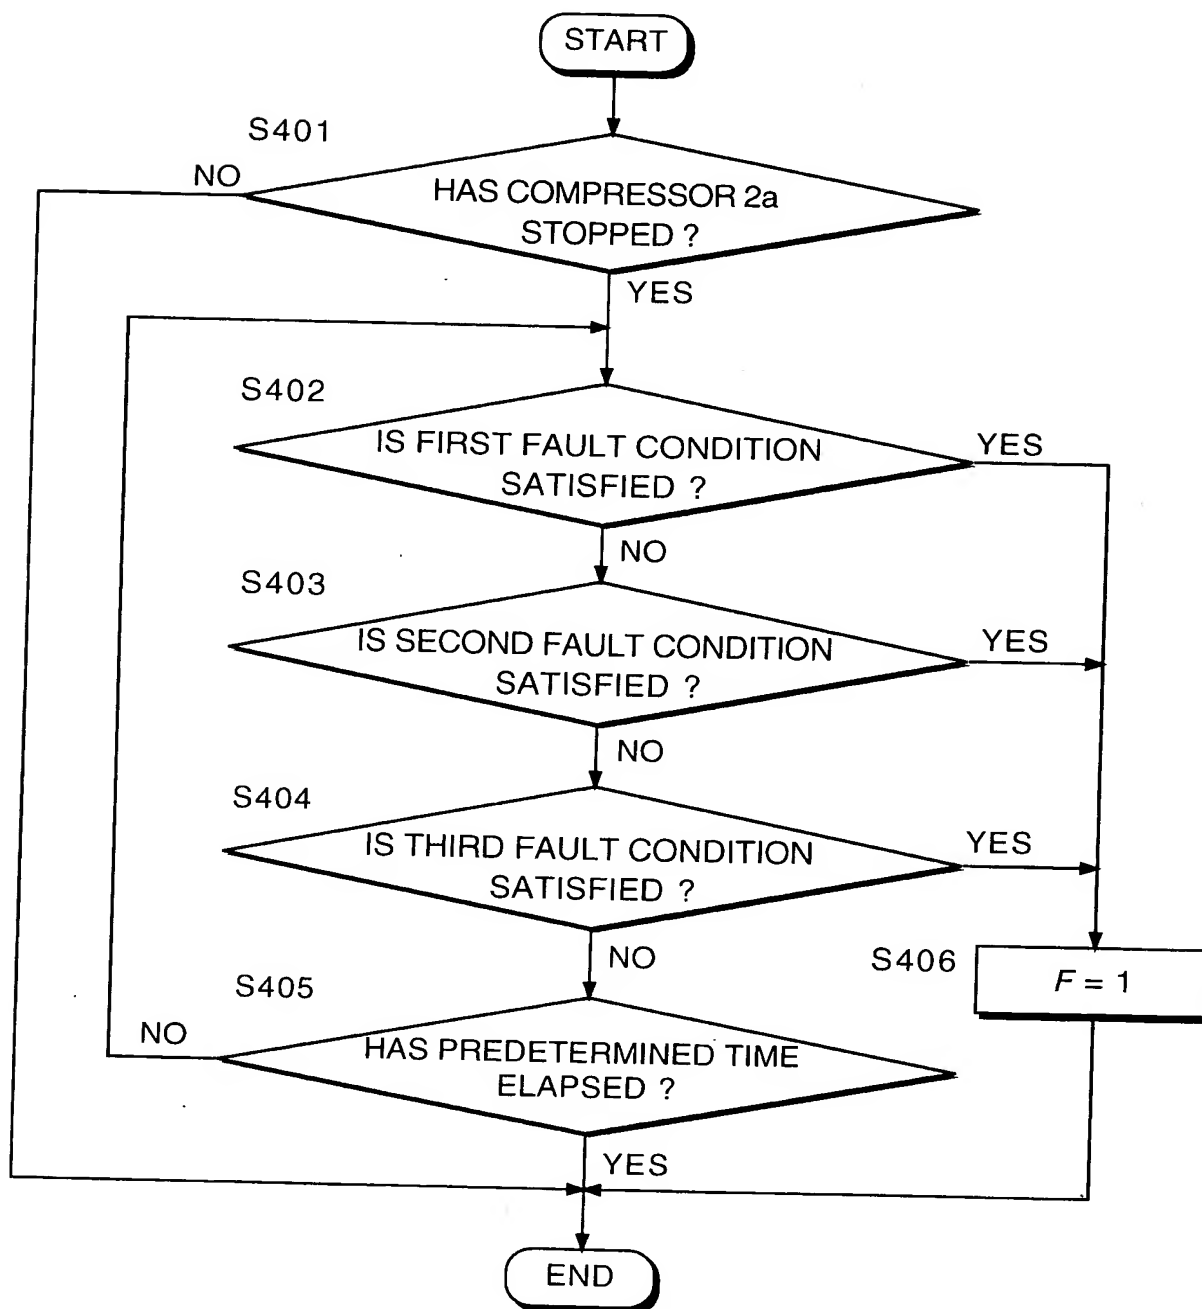 START
S401
NO
HAS COMPRESSOR 2a
STOPPED ?
YES
S402
IS FIRST FAULT CONDITION
SATISFIED ?
YES
NO
S403
IS SECOND FAULT CONDITION
SATISFIED ?
YES
NO
S404
IS THIRD FAULT CONDITION
SATISFIED ?
YES
NO
S406
F = 1
S405
NO
HAS PREDETERMINED TIME
ELAPSED ?
YES
END